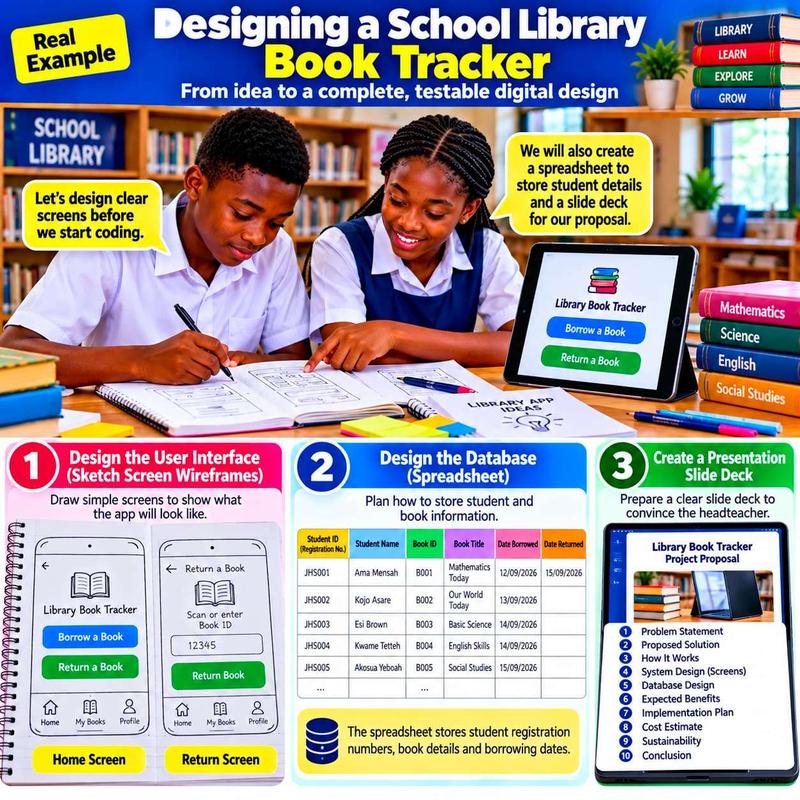 Real
Example
Designing a School Library
Book Tracker
From idea to a complete, testable digital design
LIBRARY
LEARN
EXPLORE
GROW
SCHOOL
LIBRARY
Let's design clear
screens before
we start coding.
We will also create
a spreadsheet to
store student details
and a slide deck
for our proposal.
Library Book Tracker
Borrow a Book
Return a Book
Mathematics
Science
English
Social Studies
LIBRARY APP
IDEAS
1
Design the User Interface
(Sketch Screen Wireframes)
Draw simple screens to show what
the app will look like.
←
Library Book Tracker
Borrow a Book
Return a Book
Home
My Books
Profile
Home Screen
← Return a Book
Scan or enter
Book ID
12345
Return Book
Home
My Books
Profile
Return Screen
2
Design the Database
(Spreadsheet)
Plan how to store student and
book information.
Student ID (Registration No.) Student Name Book ID Book Title Date Borrowed Date Returned
JHS001 Ama Mensah B001 Mathematics Today 12/09/2026 15/09/2026
JHS002 Kojo Asare B002 Our World Today 13/09/2026
JHS003 Esi Brown B003 Basic Science 14/09/2026
JHS004 Kwame Tetteh B004 English Skills 14/09/2026
JHS005 Akosua Yeboah B005 Social Studies 15/09/2026
... ...
The spreadsheet stores student registration
numbers, book details and borrowing dates.
3
Create a Presentation
Slide Deck
Prepare a clear slide deck to
convince the headteacher.
Library Book Tracker
Project Proposal
1 Problem Statement
2 Proposed Solution
3 How It Works
4 System Design (Screens)
5 Database Design
6 Expected Benefits
7 Implementation Plan
8 Cost Estimate
9 Sustainability
10 Conclusion